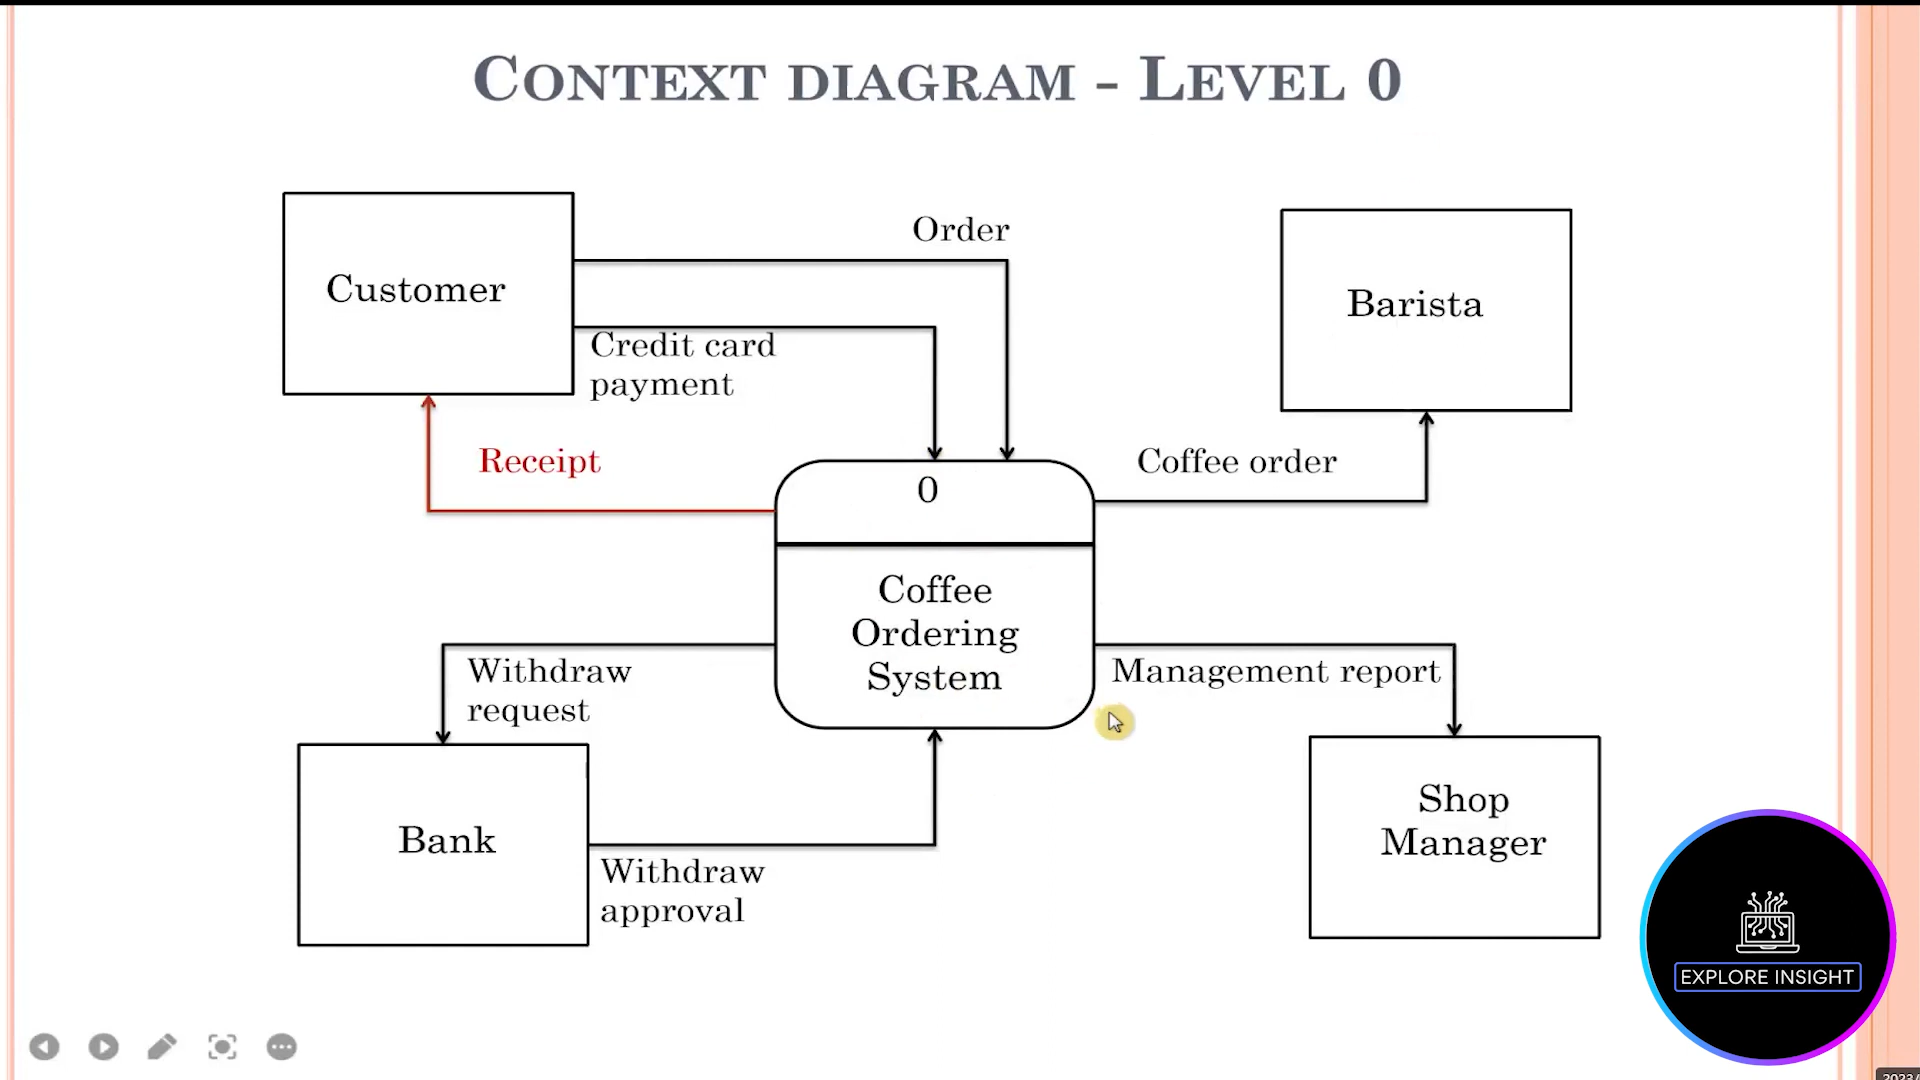 CONTEXT DIAGRAM - LEVEL 0
Customer
Order
Barista
Credit card
payment
Receipt
Coffee order
0
Coffee
Ordering
System
Withdraw
request
Management report
Bank
Withdraw
approval
Shop
Manager
EXPLORE INSIGHT